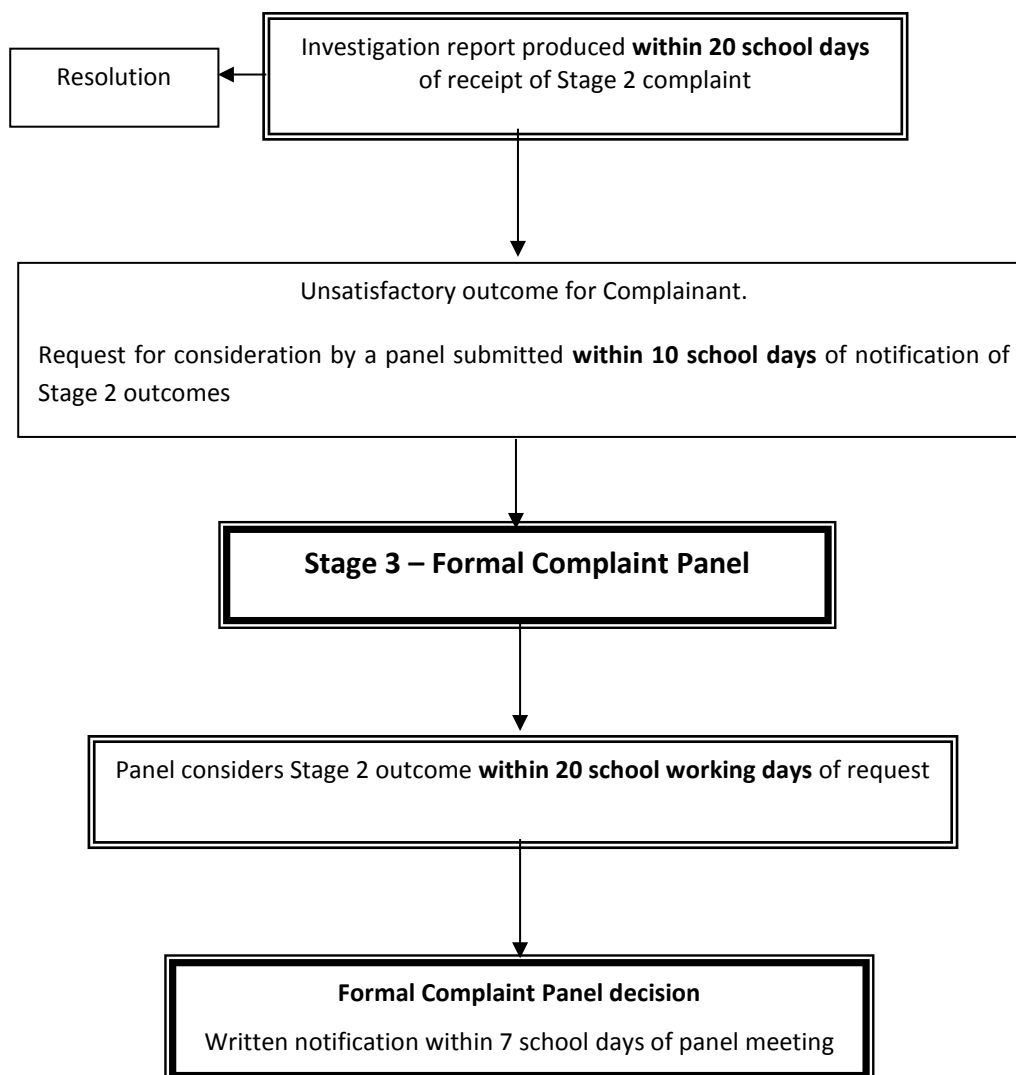 Investigation report produced within 20 school days
of receipt of Stage 2 complaint
Resolution
Unsatisfactory outcome for Complainant.
Request for consideration by a panel submitted within 10 school days of notification of
Stage 2 outcomes
Stage 3 – Formal Complaint Panel
Panel considers Stage 2 outcome within 20 school working days of request
Formal Complaint Panel decision
Written notification within 7 school days of panel meeting